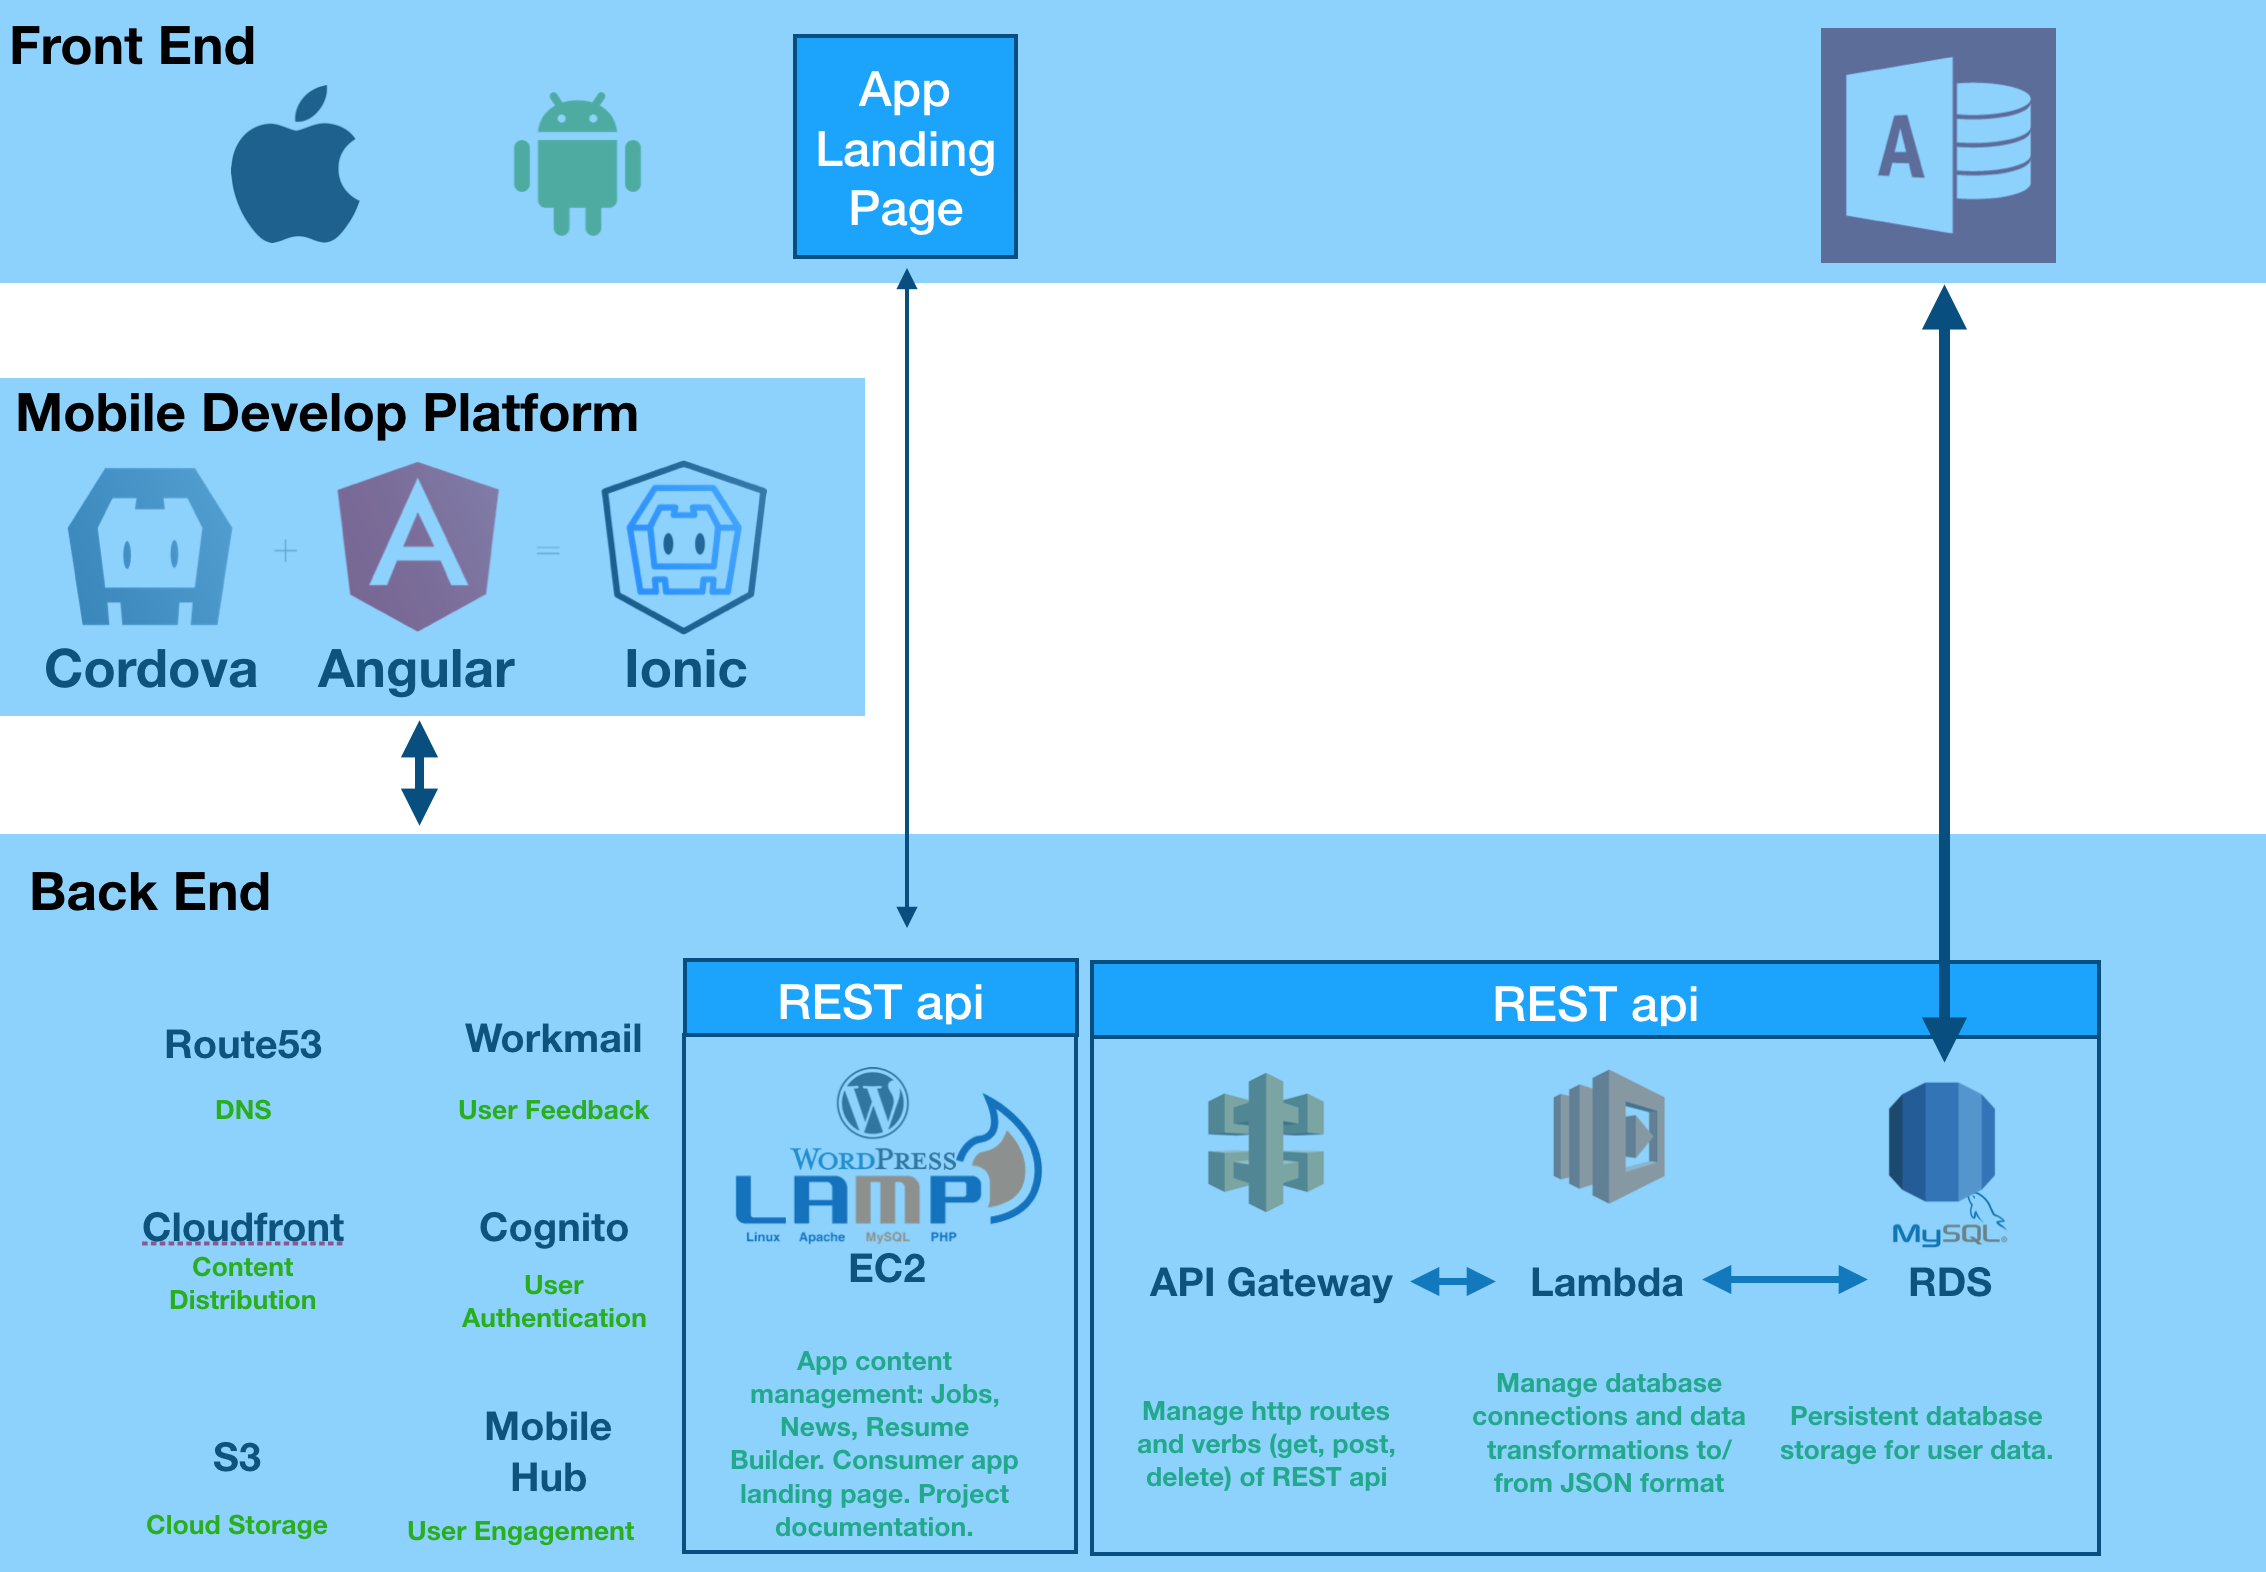 Front End
App
Landing
Page
A
Mobile Develop Platform
+
=
Cordova
Angular
Ionic
Back End
Route53
DNS
Workmail
User Feedback
Cloudfront
Content
Distribution
Cognito
User
Authentication
S3
Cloud Storage
Mobile
Hub
User Engagement
REST api
WORDPRESS
LAMP
Linux Apache MySQL PHP
EC2
App content
management: Jobs,
News, Resume
Builder. Consumer app
landing page. Project
documentation.
REST api
API Gateway
Manage http routes
and verbs (get, post,
delete) of REST api
Lambda
Manage database
connections and data
transformations to/
from JSON format
MySQL®
RDS
Persistent database
storage for user data.